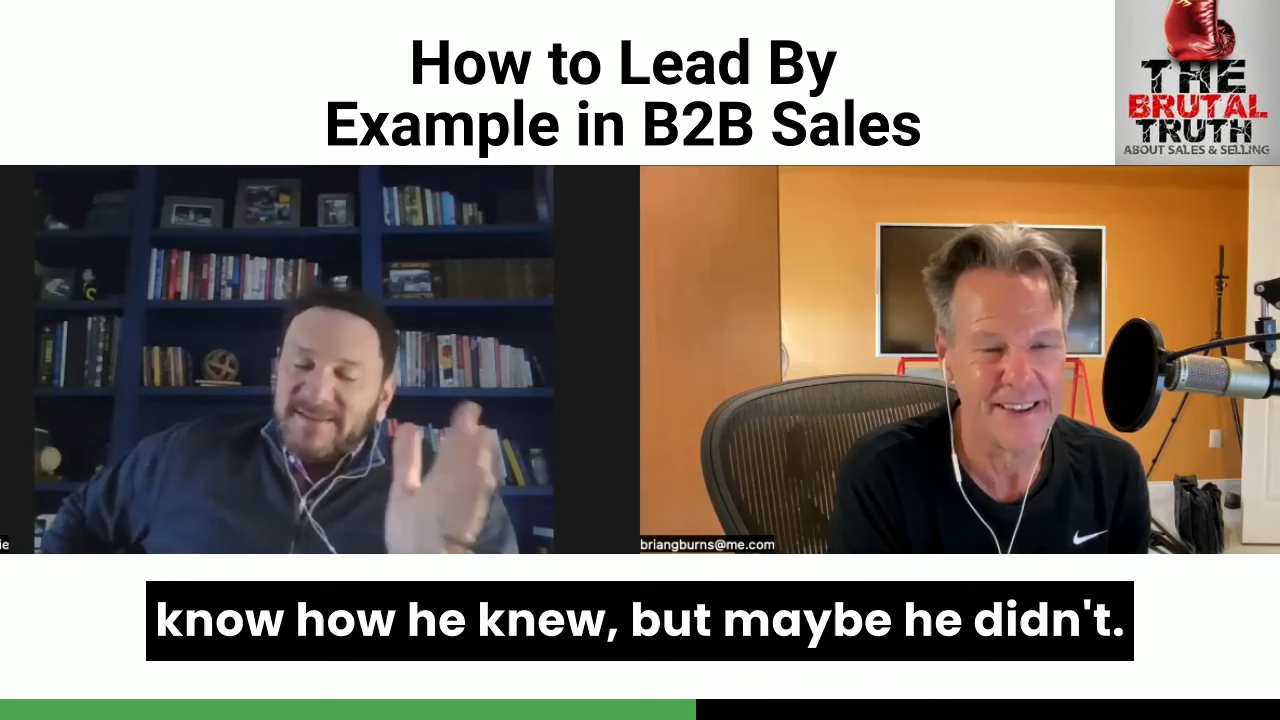 How to Lead By
Example in B2B Sales
THE
BRUTAL
TRUTH
ABOUT SALES & SELLING
ie
briangburns@me.com
know how he knew, but maybe he didn't.